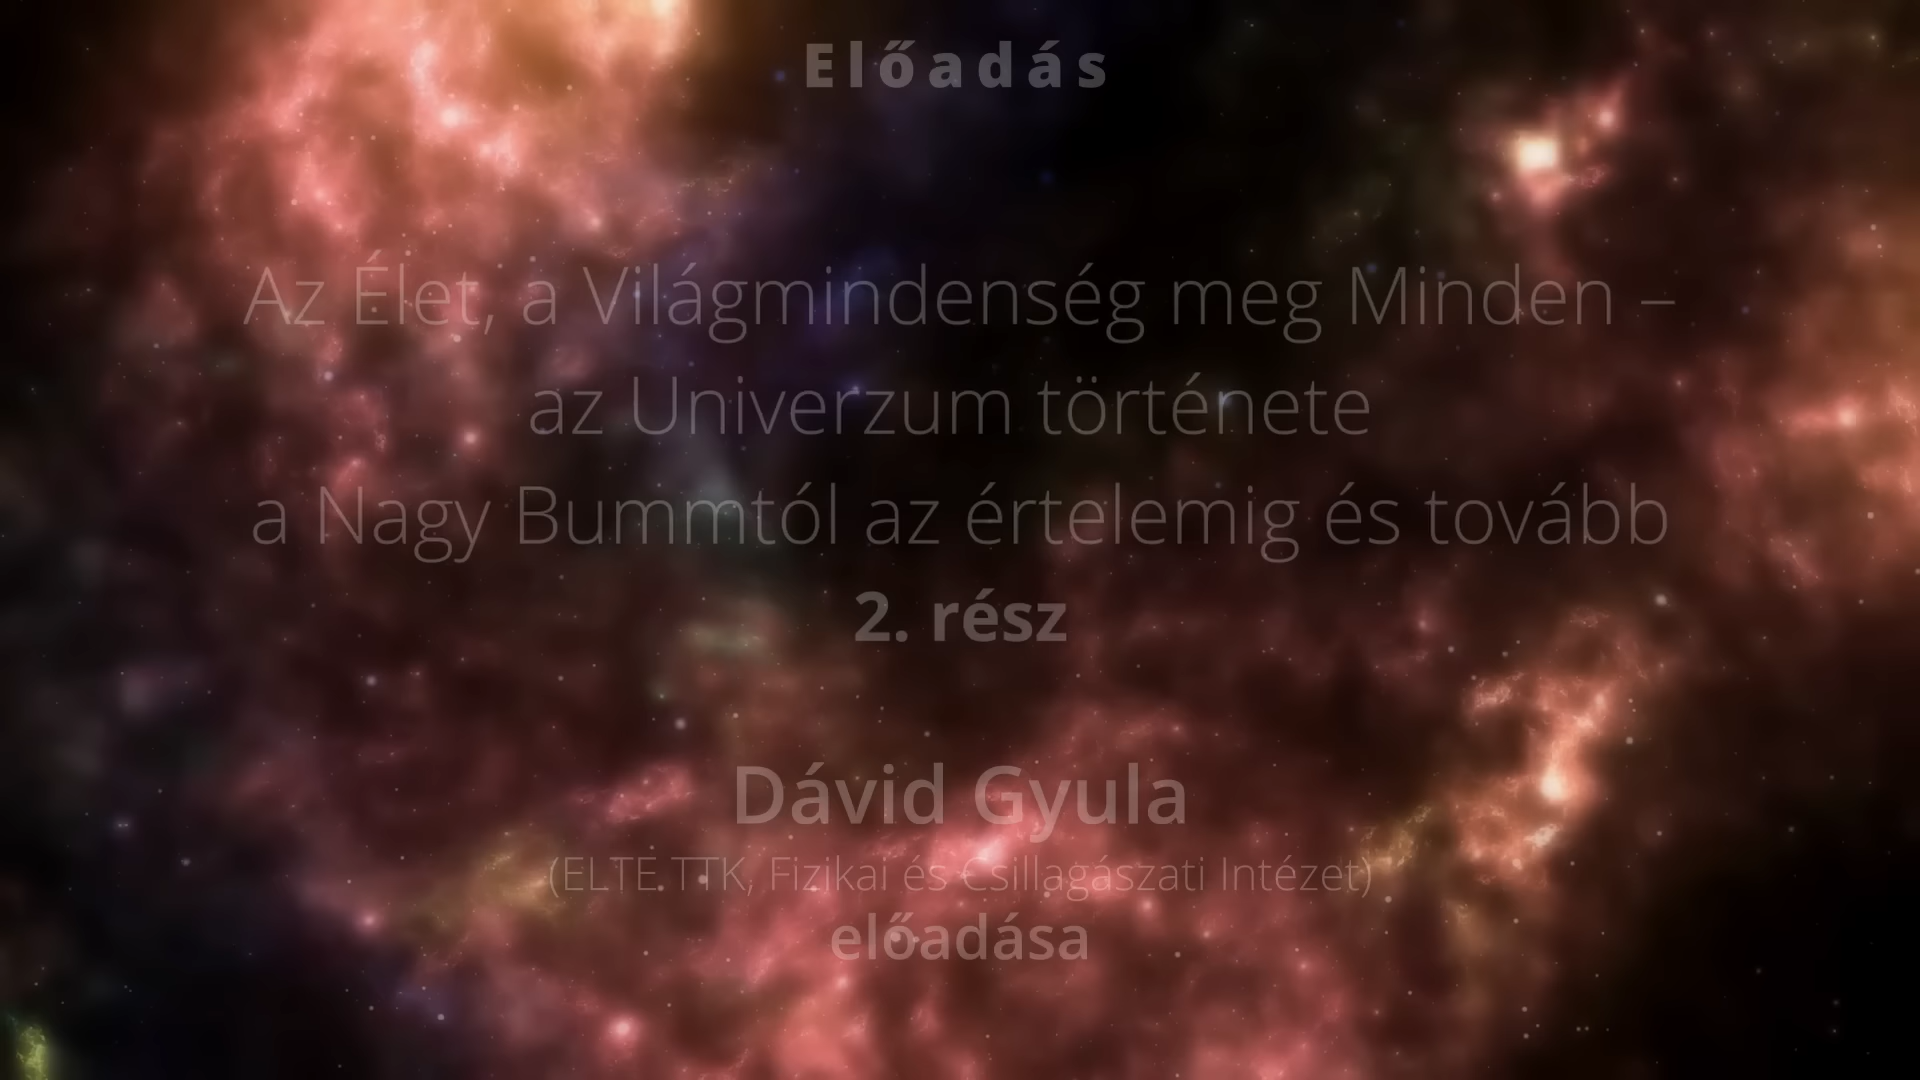 Előadás
Az Élet, a Világmindenség meg Minden –
az Univerzum története
a Nagy Bummtól az értelemig és tovább
2. rész
Dávid Gyula
(ELTE TTK, Fizikai és Csillagászati Intézet)
előadása